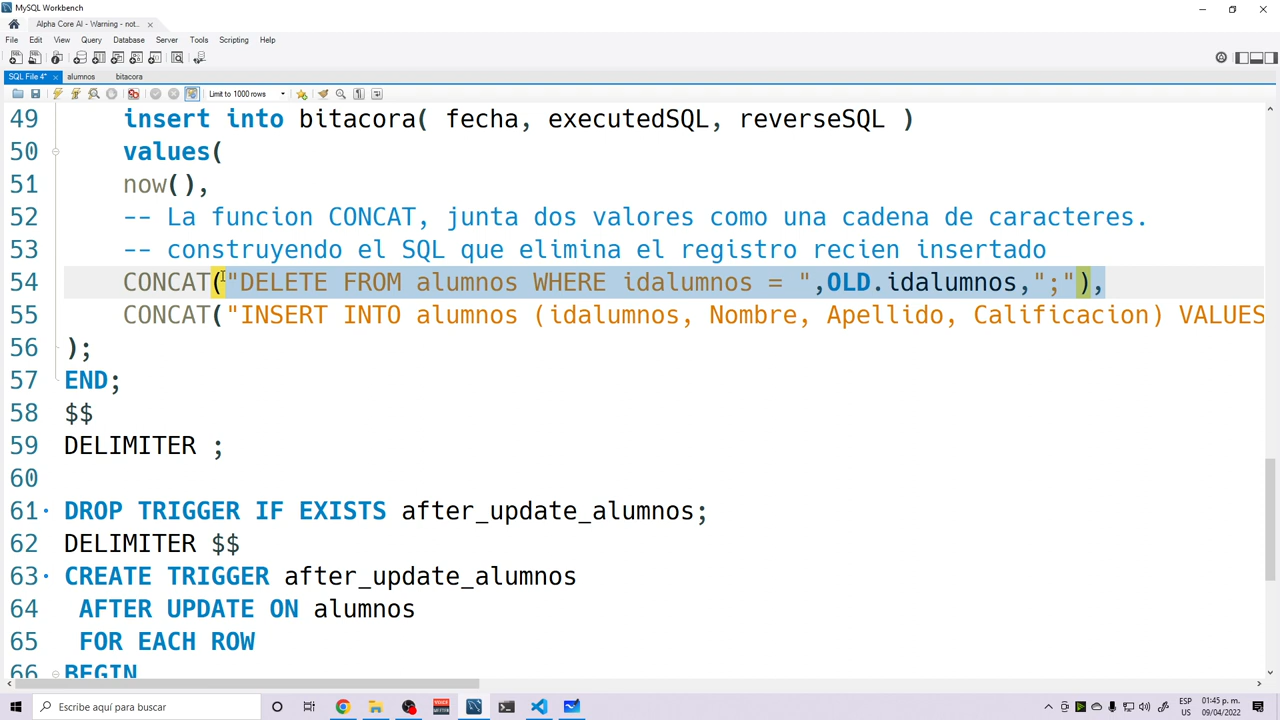 MySQL Workbench
Alpha Core AI - Warning - not...
File Edit View Query Database Server Tools Scripting Help
SQL File 4* alumnos bitacora
Limit to 1000 rows
49 insert into bitacora( fecha, executedSQL, reverseSQL )
50 values(
51 now(),
52 -- La funcion CONCAT, junta dos valores como una cadena de caracteres.
53 -- construyendo el SQL que elimina el registro recien insertado
54 CONCAT("DELETE FROM alumnos WHERE idalumnos = ",OLD.idalumnos,";"),
55 CONCAT("INSERT INTO alumnos (idalumnos, Nombre, Apellido, Calificacion) VALUES
56 );
57 END;
58 $$
59 DELIMITER ;
60
61 DROP TRIGGER IF EXISTS after_update_alumnos;
62 DELIMITER $$
63 CREATE TRIGGER after_update_alumnos
64 AFTER UPDATE ON alumnos
65 FOR EACH ROW
66 BEGIN
Escribe aquí para buscar
ESP
US
01:45 p. m.
09/04/2022